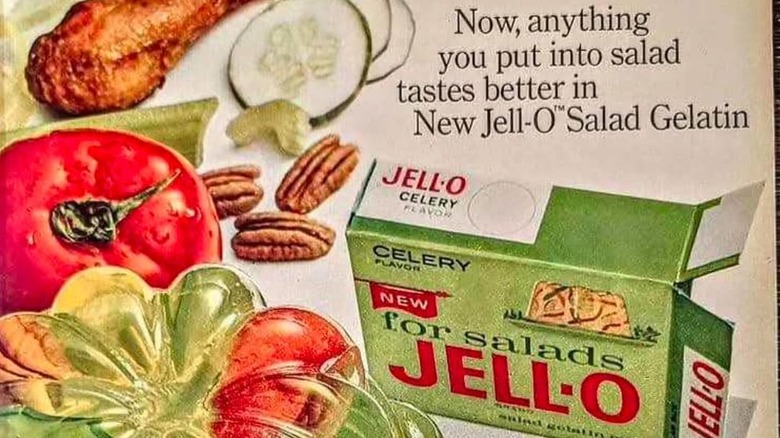 Now, anything
you put into salad
tastes better in
New Jell-O™ Salad Gelatin
JELL-O
CELERY
FLAVOR
CELERY
FLAVOR
NEW
for salads
JELL-O
BRAND
salad gelatin
JELL-O